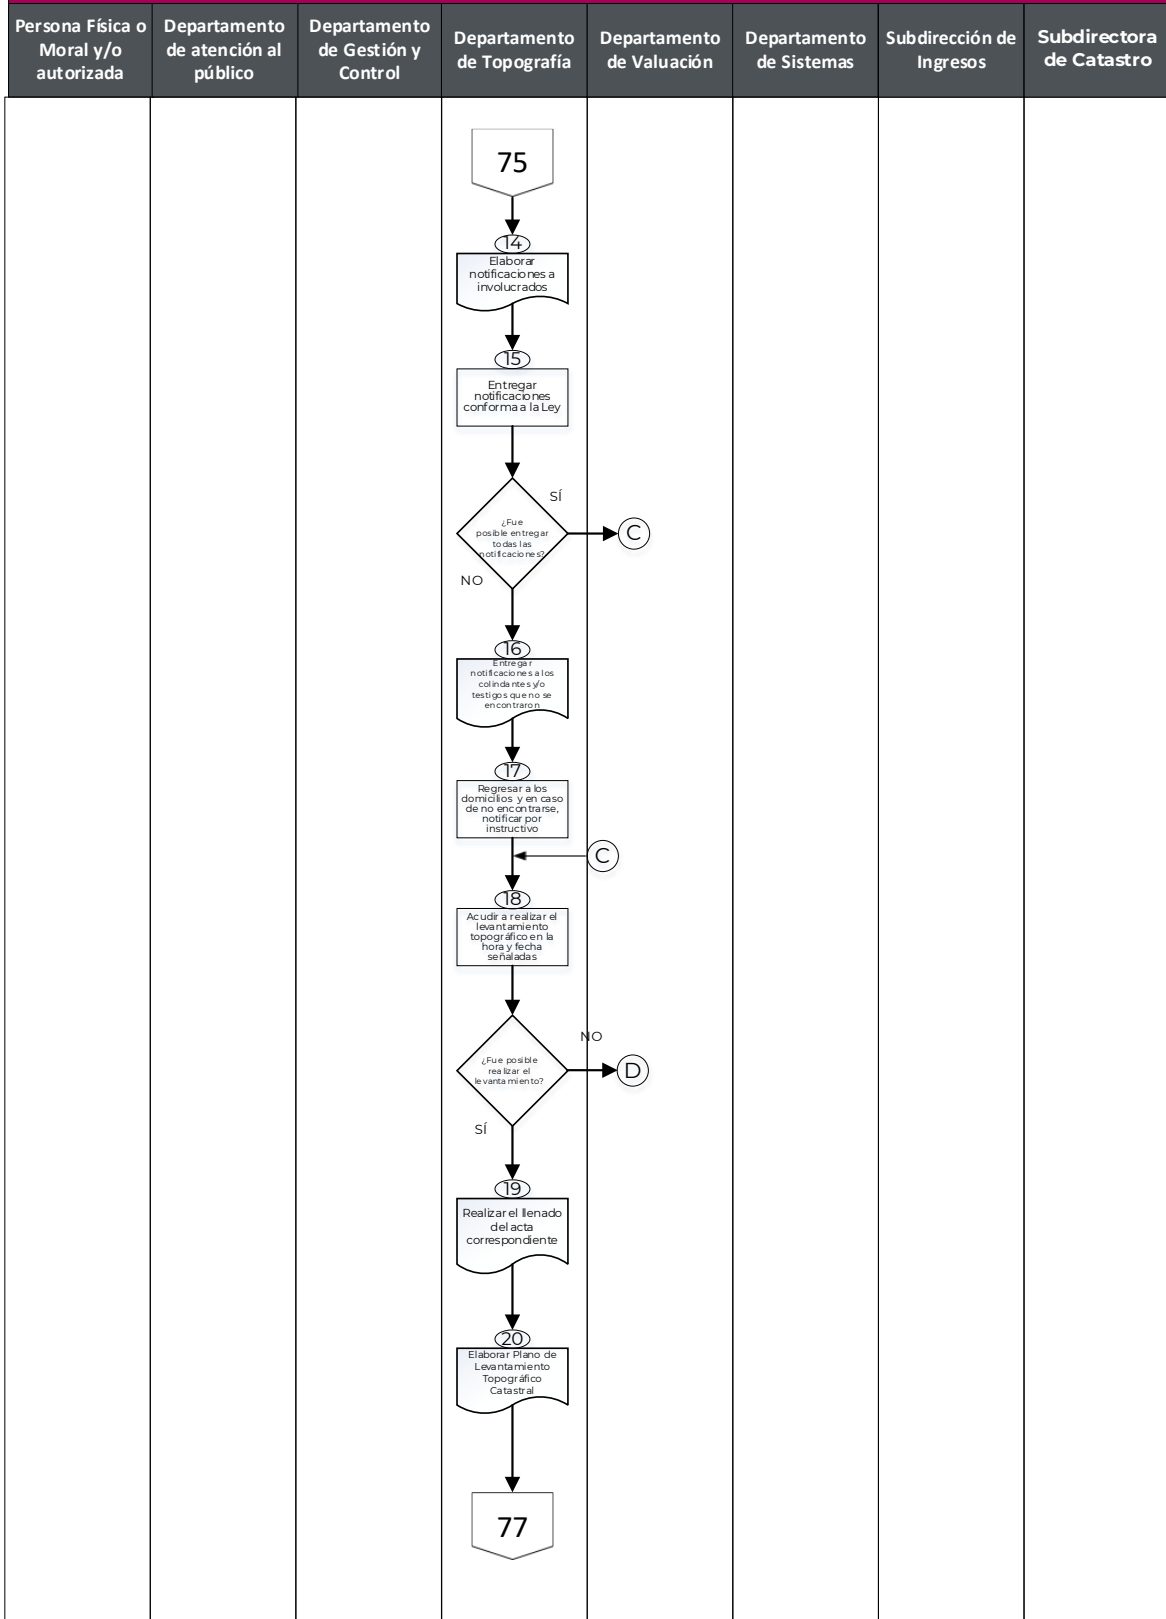 Persona Física o
Moral y/o
autorizada
Departamento
de atención al
público
Departamento
de Gestión y
Control
Departamento
de Topografía
Departamento
de Valuación
Departamento
de Sistemas
Subdirección de
Ingresos
Subdirectora
de Catastro
75
14
Elaborar
notificaciones a
involucrados
15
Entregar
notificaciones
conforma a la Ley
SÍ
¿Fue
posible entregar
todas las
notificaciones?
C
NO
16
Entregar
notificaciones a los
colindantes y/o
testigos que no se
encontraron
17
Regresar a los
domicilios y en caso
de no encontrarse,
notificar por
instructivo
C
18
Acudir a realizar el
levantamiento
topográfico en la
hora y fecha
señaladas
NO
¿Fue posible
realizar el
levantamiento?
D
SÍ
19
Realizar el llenado
del acta
correspondiente
20
Elaborar Plano de
Levantamiento
Topográfico
Catastral
77